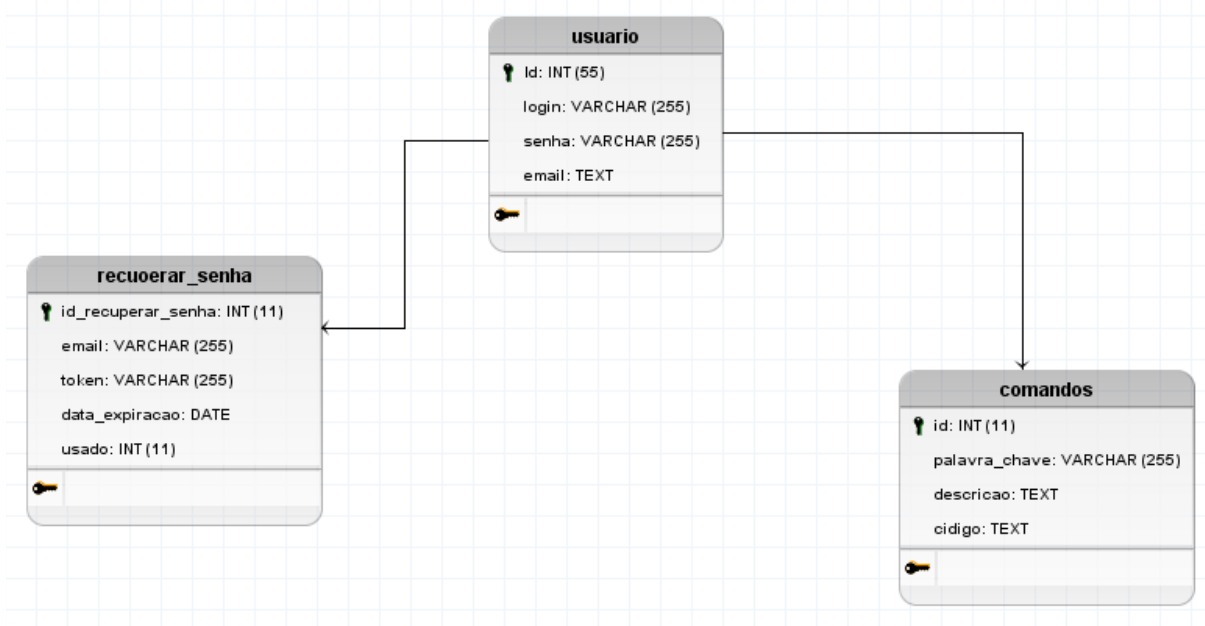 usuario
Id: INT (55)
login: VARCHAR (255)
senha: VARCHAR (255)
email: TEXT
recuoerar_senha
id_recuperar_senha: INT (11)
email: VARCHAR (255)
token: VARCHAR (255)
data_expiracao: DATE
usado: INT (11)
comandos
id: INT (11)
palavra_chave: VARCHAR (255)
descricao: TEXT
cidigo: TEXT